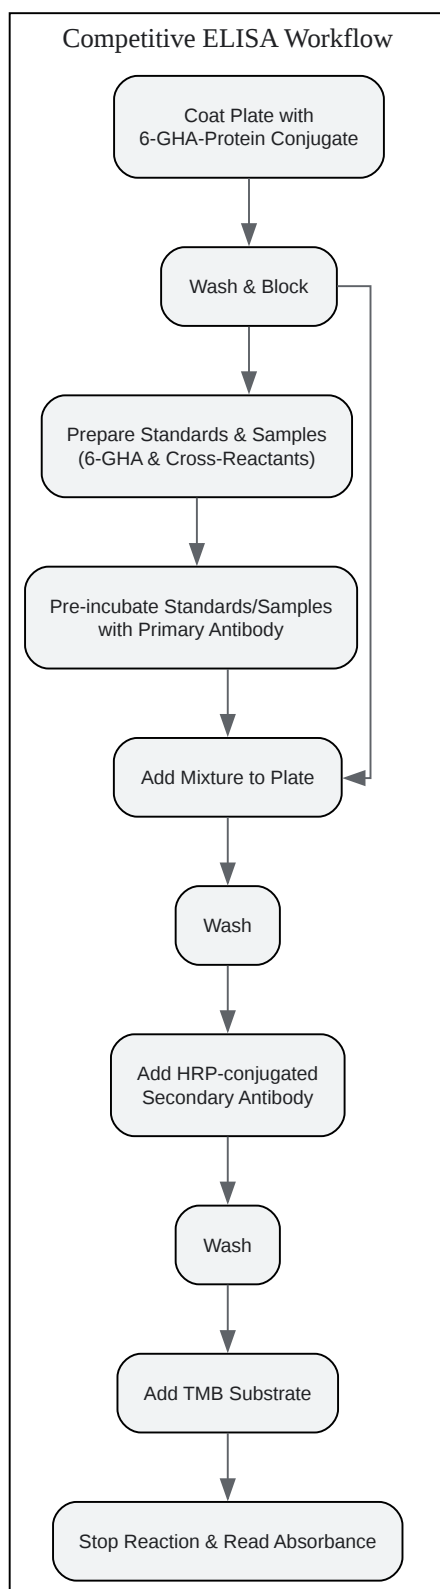 Competitive ELISA Workflow
Coat Plate with
6-GHA-Protein Conjugate
Wash & Block
Prepare Standards & Samples
(6-GHA & Cross-Reactants)
Pre-incubate Standards/Samples
with Primary Antibody
Add Mixture to Plate
Wash
Add HRP-conjugated
Secondary Antibody
Wash
Add TMB Substrate
Stop Reaction & Read Absorbance